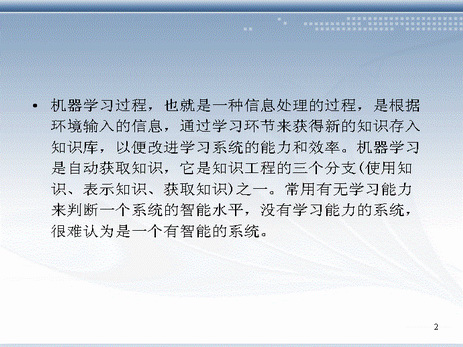 • 机器学习过程，也就是一种信息处理的过程，是根据
环境输入的信息，通过学习环节来获得新的知识存入
知识库，以便改进学习系统的能力和效率。机器学习
是自动获取知识，它是知识工程的三个分支(使用知
识、表示知识、获取知识)之一。常用有无学习能力
来判断一个系统的智能水平，没有学习能力的系统，
很难认为是一个有智能的系统。
2